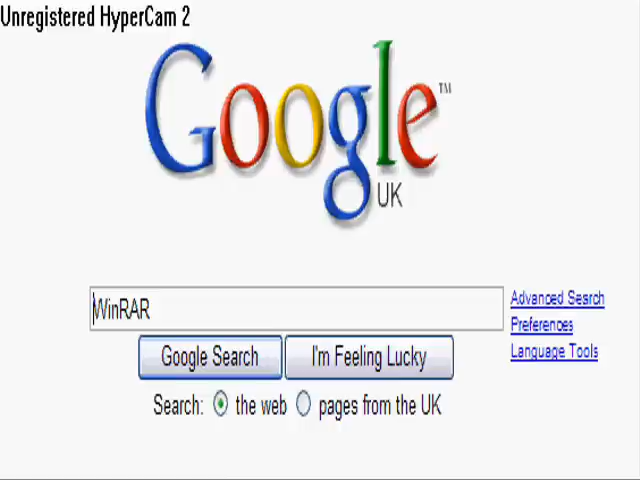 Unregistered HyperCam 2
Google™
UK
WinRAR
Advanced Search
Preferences
Language Tools
Google Search
I'm Feeling Lucky
Search: the web pages from the UK